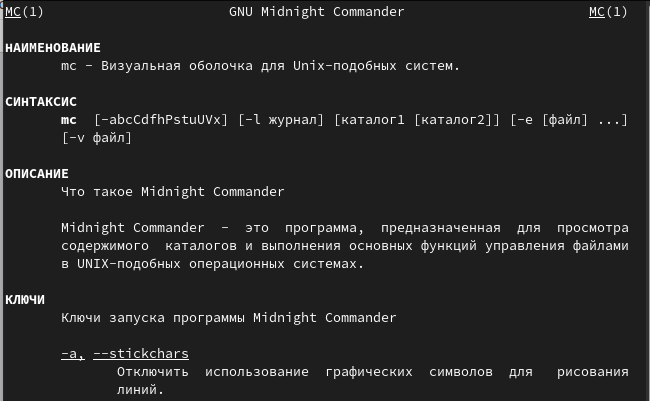 MC(1) GNU Midnight Commander MC(1)
НАИМЕНОВАНИЕ
mc - Визуальная оболочка для Unix-подобных систем.
СИНТАКСИС
mc [-abcCdfhPstuUVx] [-l журнал] [каталог1 [каталог2]] [-e [файл] ...]
[-v файл]
ОПИСАНИЕ
Что такое Midnight Commander
Midnight Commander - это программа, предназначенная для просмотра
содержимого каталогов и выполнения основных функций управления файлами
в UNIX-подобных операционных системах.
КЛЮЧИ
Ключи запуска программы Midnight Commander
-a, --stickchars
Отключить использование графических символов для рисования
линий.